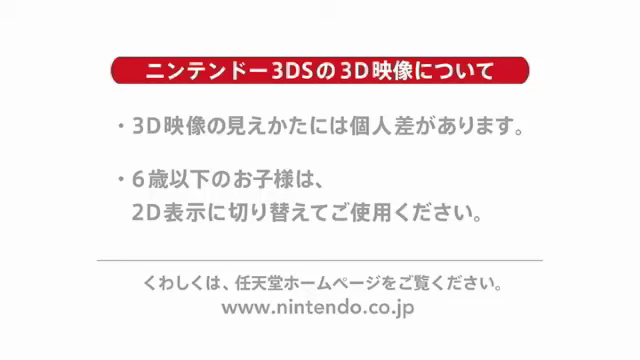 ニンテンドー3DSの3D映像について
・3D映像の見えかたには個人差があります。
・6歳以下のお子様は、
2D表示に切り替えてご使用ください。
くわしくは、任天堂ホームページをご覧ください。
www.nintendo.co.jp